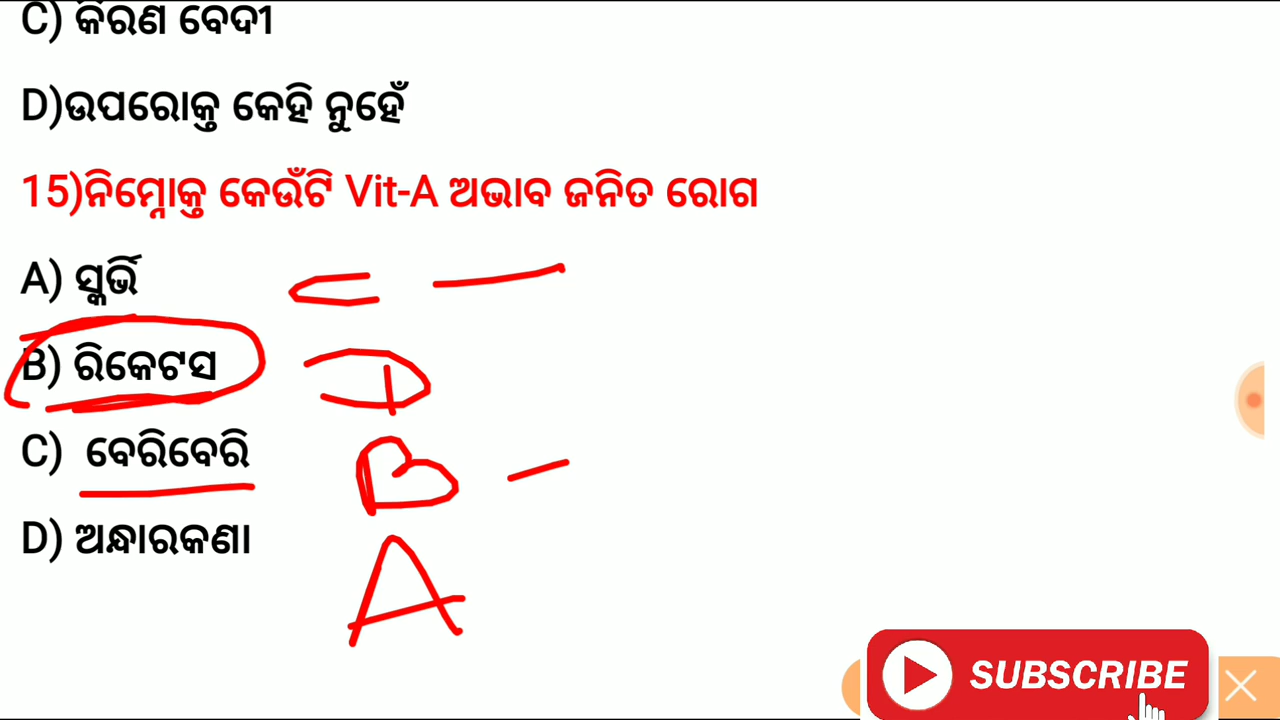 C) କିରଣ ବେଦୀ
D)ଉପରୋକ୍ତ କେହି ନୁହେଁ
15)ନିମ୍ନୋକ୍ତ କେଉଁଟି Vit-A ଅଭାବ ଜନିତ ରୋଗ
A) ସ୍କର୍ଭି C
B) ରିକେଟସ D
C) ବେରିବେରି B
D) ଅନ୍ଧାରକଣା A
SUBSCRIBE